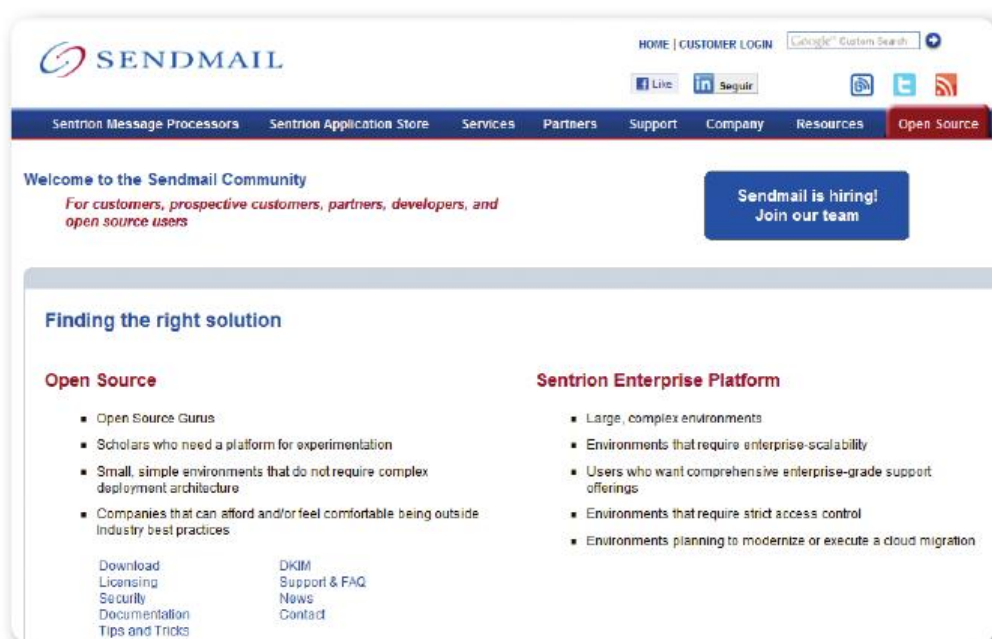 SENDMAIL
HOME | CUSTOMER LOGIN
Google™ Custom Search
Like
in Seguir
Sentrion Message Processors Sentrion Application Store Services Partners Support Company Resources Open Source
Welcome to the Sendmail Community
For customers, prospective customers, partners, developers, and
open source users
Sendmail is hiring!
Join our team
Finding the right solution
Open Source
Open Source Gurus
Scholars who need a platform for experimentation
Small, simple environments that do not require complex
deployment architecture
Companies that can afford and/or feel comfortable being outside
Industry best practices
Download
Licensing
Security
Documentation
Tips and Tricks
DKIM
Support & FAQ
News
Contact
Sentrion Enterprise Platform
Large, complex environments
Environments that require enterprise-scalability
Users who want comprehensive enterprise-grade support
offerings
Environments that require strict access control
Environments planning to modernize or execute a cloud migration